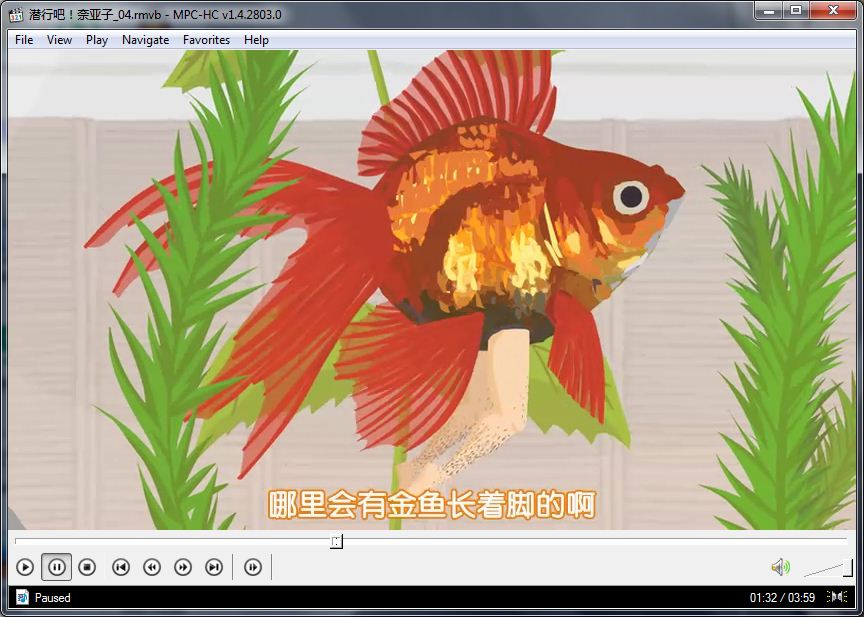 潜行吧！奈亚子_04.rmvb - MPC-HC v1.4.2803.0
File View Play Navigate Favorites Help
哪里会有金鱼长着脚的啊
Paused 01:32 / 03:59